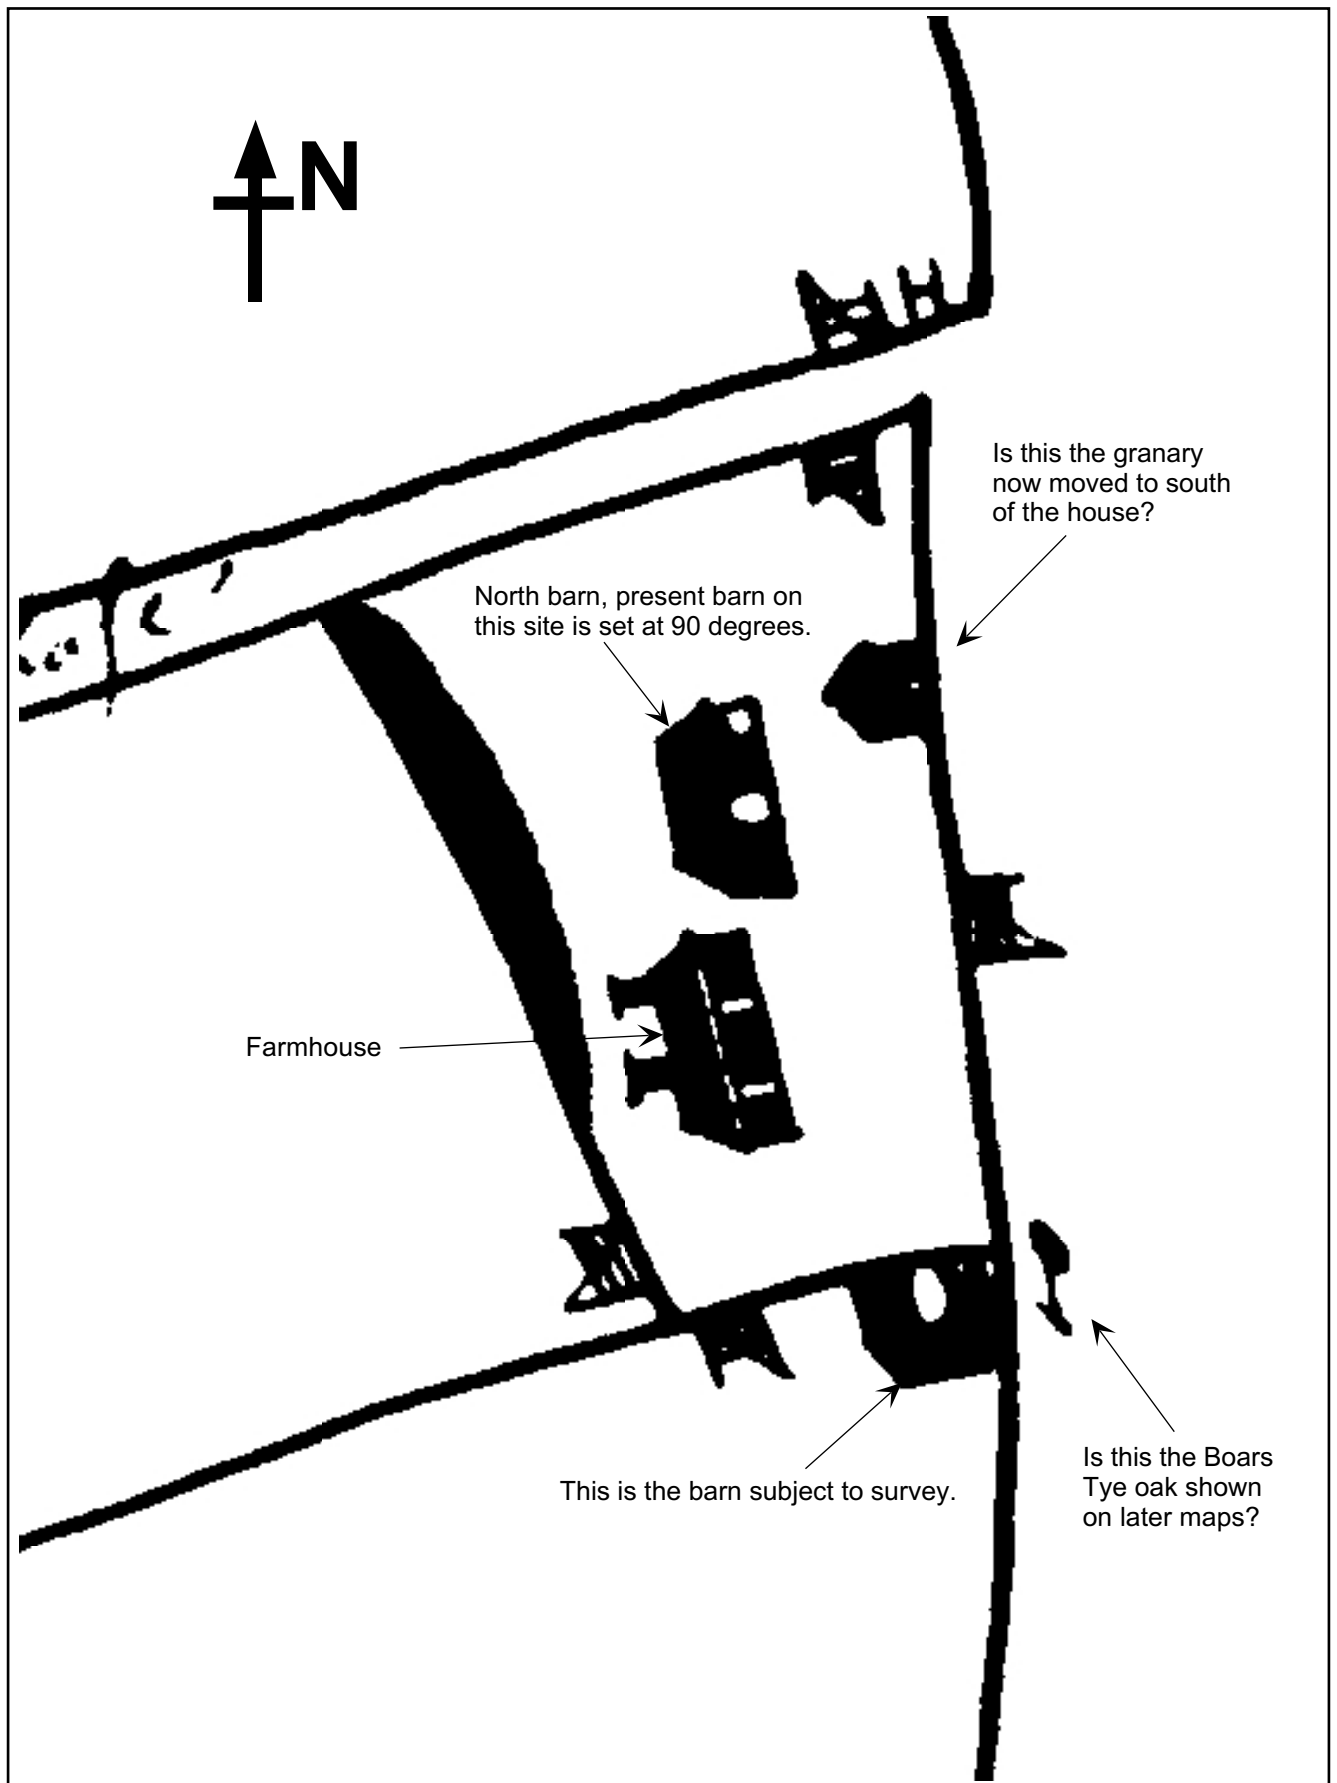 N
Is this the granary
now moved to south
of the house?
North barn, present barn on
this site is set at 90 degrees.
Farmhouse
This is the barn subject to survey.
Is this the Boars
Tye oak shown
on later maps?